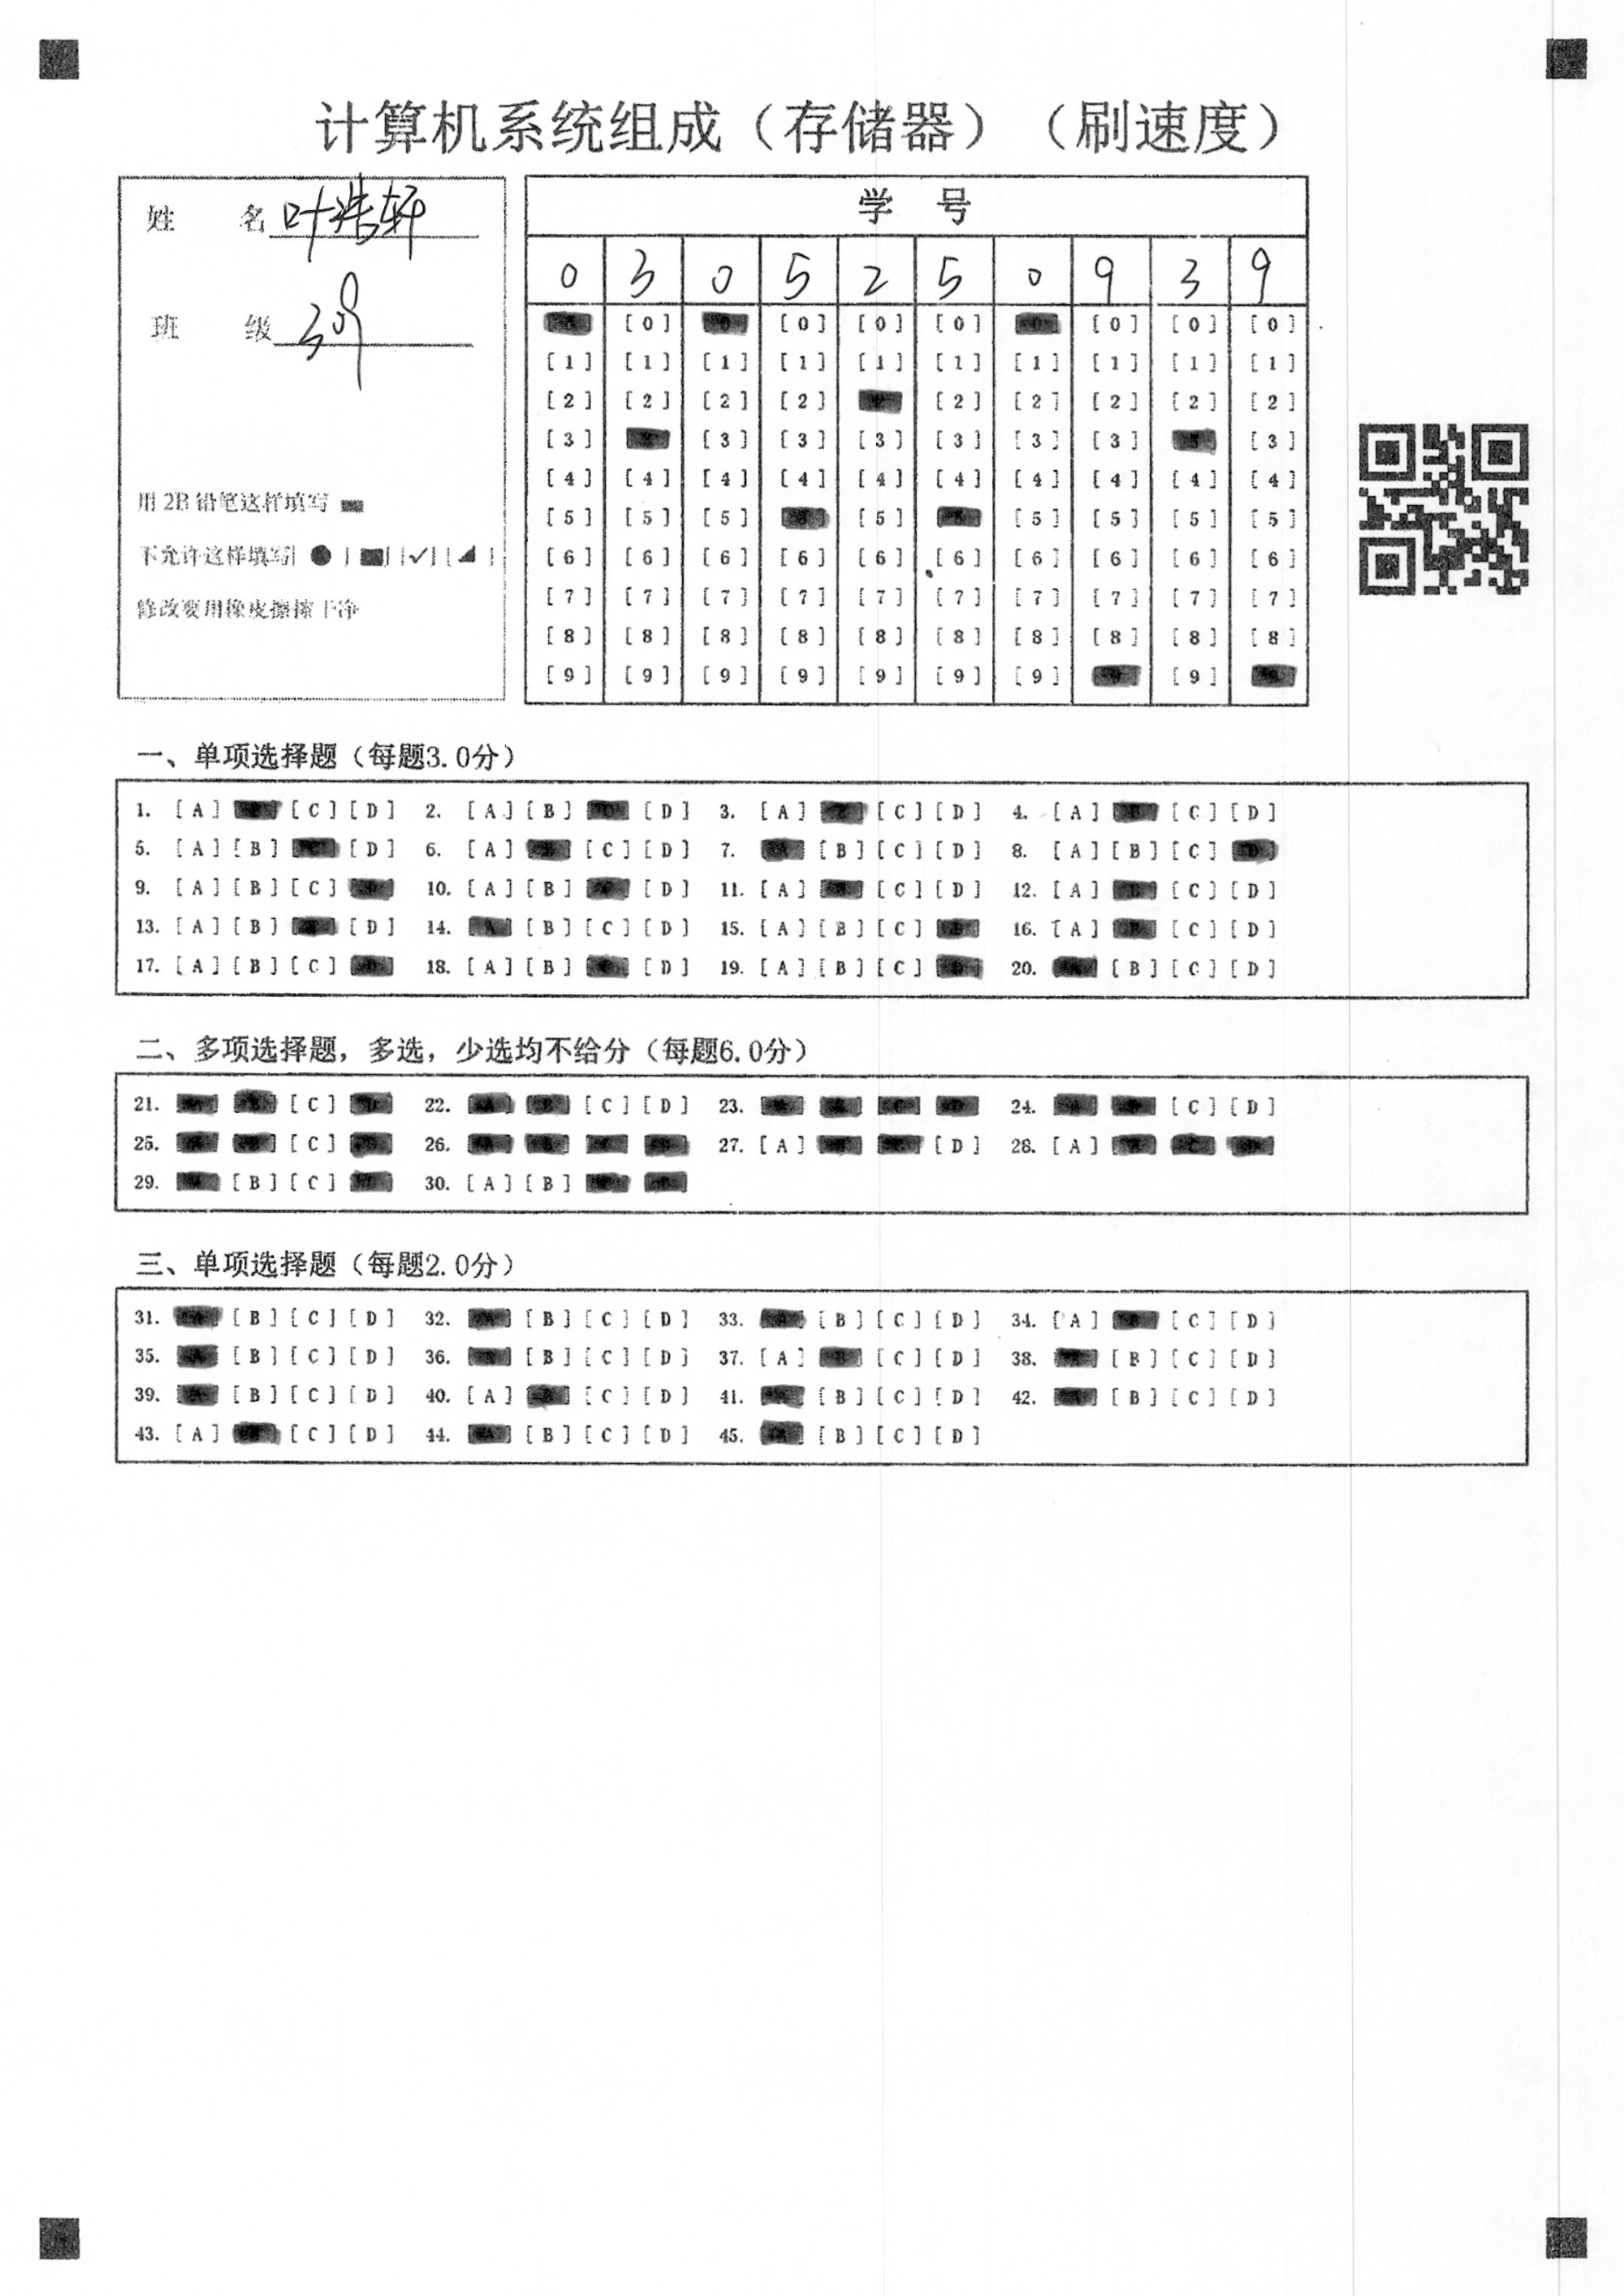 计算机系统组成（存储器）（刷速度）
姓 名 叶浩轩
班 级
用 2B 铅笔这样填写
不允许这样填写
修改要用橡皮擦擦干净
学 号
0 3 0 5 2 5 0 9 3 9
[0] [0] [0] [0] [0] [0] [0]
[1] [1] [1] [1] [1] [1] [1] [1] [1] [1]
[2] [2] [2] [2] [2] [2] [2] [2] [2]
[3] [3] [3] [3] [3] [3] [3] [3]
[4] [4] [4] [4] [4] [4] [4] [4] [4] [4]
[5] [5] [5] [5] [5] [5] [5] [5]
[6] [6] [6] [6] [6] [6] [6] [6] [6] [6]
[7] [7] [7] [7] [7] [7] [7] [7] [7] [7]
[8] [8] [8] [8] [8] [8] [8] [8] [8] [8]
[9] [9] [9] [9] [9] [9] [9] [9]
一、单项选择题（每题3.0分）
1. [A] [C] [D] 2. [A] [B] [D] 3. [A] [C] [D] 4. [A] [C] [D]
5. [A] [B] [D] 6. [A] [C] [D] 7. [B] [C] [D] 8. [A] [B] [C]
9. [A] [B] [C] 10. [A] [B] [D] 11. [A] [C] [D] 12. [A] [C] [D]
13. [A] [B] [D] 14. [B] [C] [D] 15. [A] [B] [C] 16. [A] [C] [D]
17. [A] [B] [C] 18. [A] [B] [D] 19. [A] [B] [C] 20. [B] [C] [D]
二、多项选择题，多选，少选均不给分（每题6.0分）
21. [C] 22. [C] [D] 23. 24. [C] [D]
25. [C] 26. 27. [A] [D] 28. [A]
29. [B] [C] 30. [A] [B]
三、单项选择题（每题2.0分）
31. [B] [C] [D] 32. [B] [C] [D] 33. [B] [C] [D] 34. [A] [C] [D]
35. [B] [C] [D] 36. [B] [C] [D] 37. [A] [C] [D] 38. [B] [C] [D]
39. [B] [C] [D] 40. [A] [C] [D] 41. [B] [C] [D] 42. [B] [C] [D]
43. [A] [C] [D] 44. [B] [C] [D] 45. [B] [C] [D]